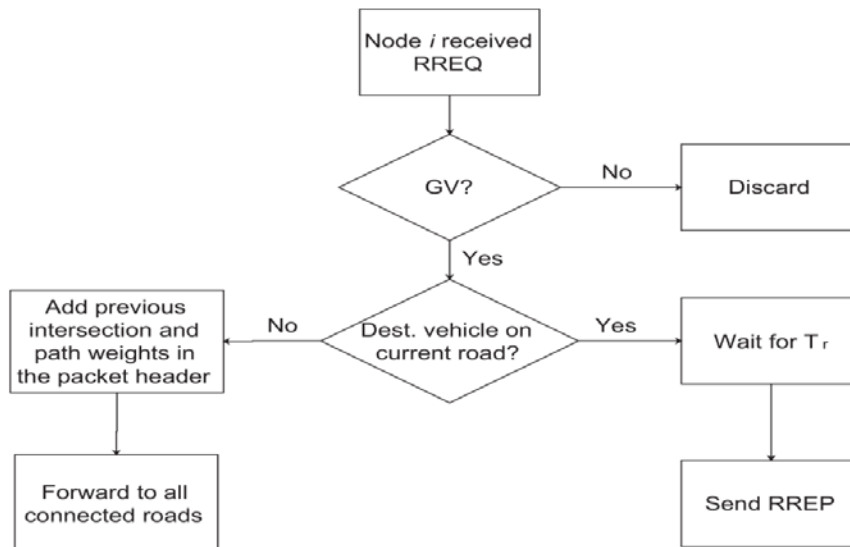 Node i received
RREQ
GV?
No
Discard
Yes
Add previous
intersection and
path weights in
the packet header
No
Dest. vehicle on
current road?
Yes
Wait for Tr
Forward to all
connected roads
Send RREP